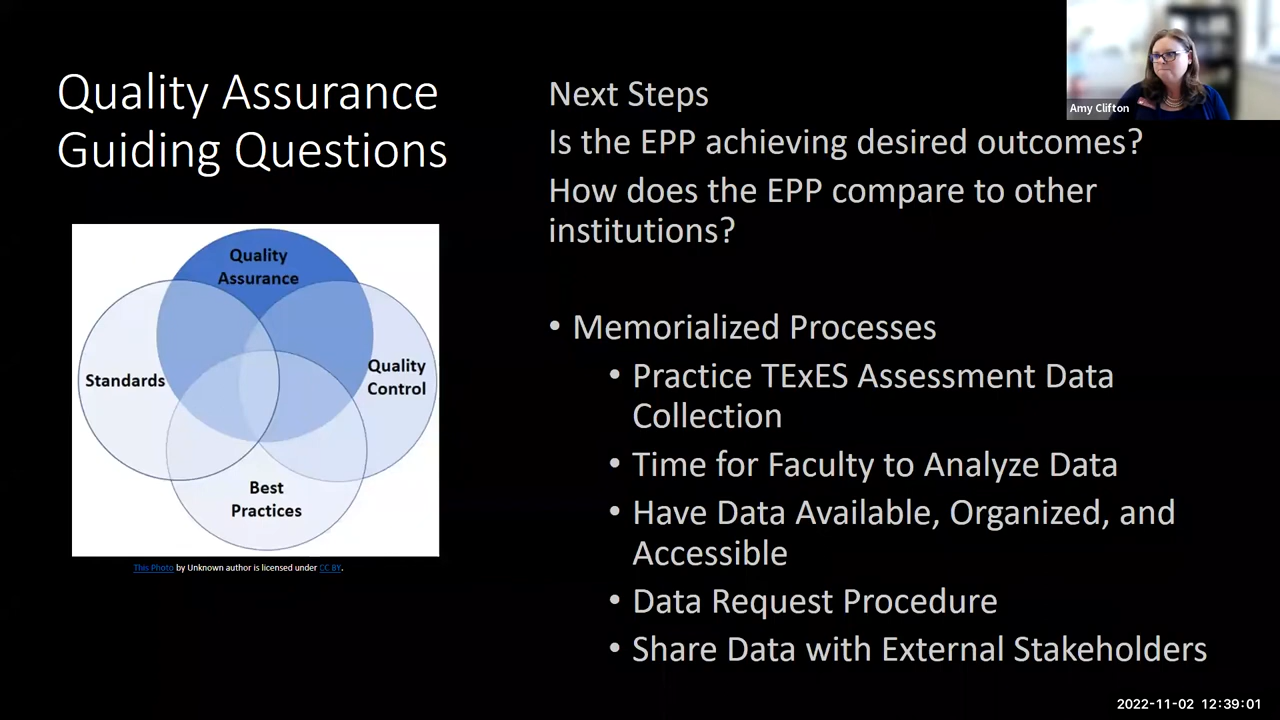 Quality Assurance
Guiding Questions
Quality
Assurance
Standards
Quality
Control
Best
Practices
This Photo by Unknown author is licensed under CC BY.
Next Steps
Is the EPP achieving desired outcomes?
How does the EPP compare to other
institutions?
• Memorialized Processes
• Practice TExES Assessment Data
Collection
• Time for Faculty to Analyze Data
• Have Data Available, Organized, and
Accessible
• Data Request Procedure
• Share Data with External Stakeholders
Amy Clifton
2022-11-02 12:39:01